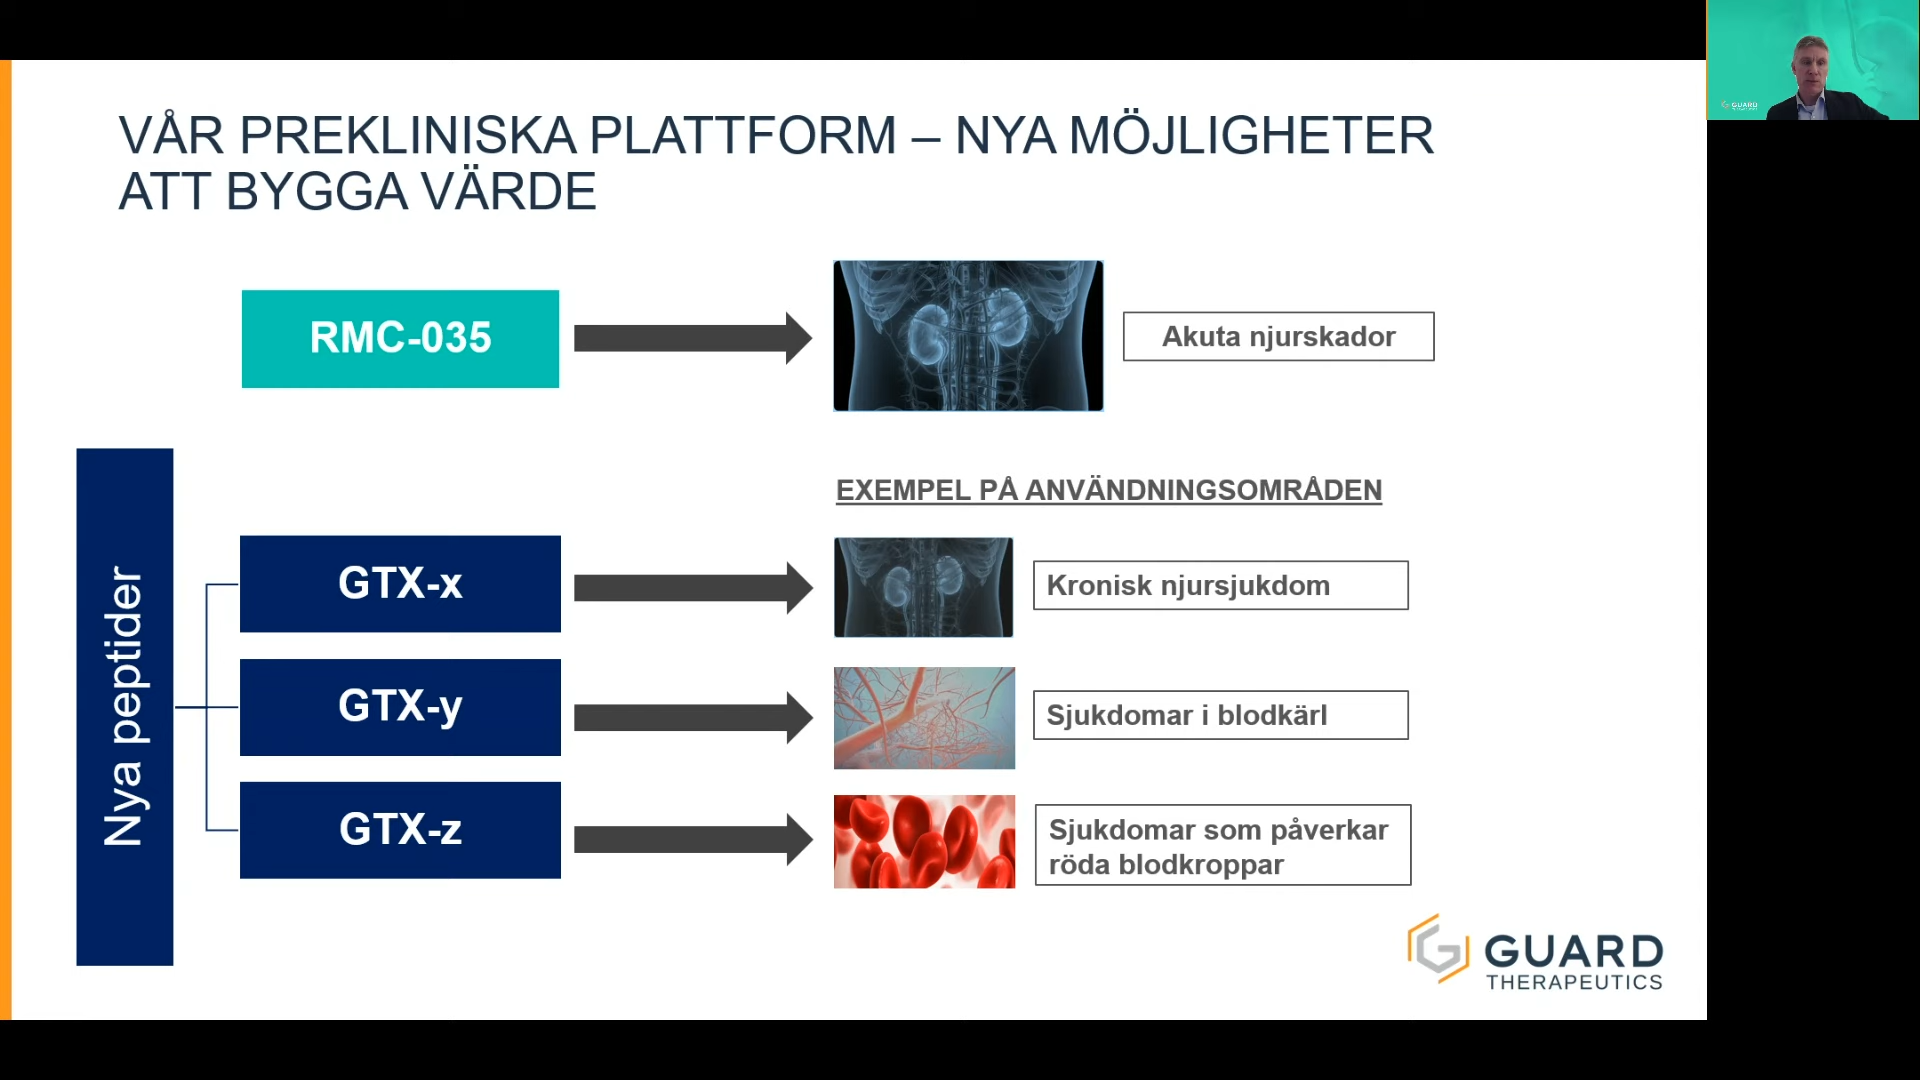 VÅR PREKLINISKA PLATTFORM – NYA MÖJLIGHETER
ATT BYGGA VÄRDE
RMC-035
Akuta njurskador
EXEMPEL PÅ ANVÄNDNINGSOMRÅDEN
Nya peptider
GTX-x
Kronisk njursjukdom
GTX-y
Sjukdomar i blodkärl
GTX-z
Sjukdomar som påverkar
röda blodkroppar
GUARD
THERAPEUTICS
GUARD